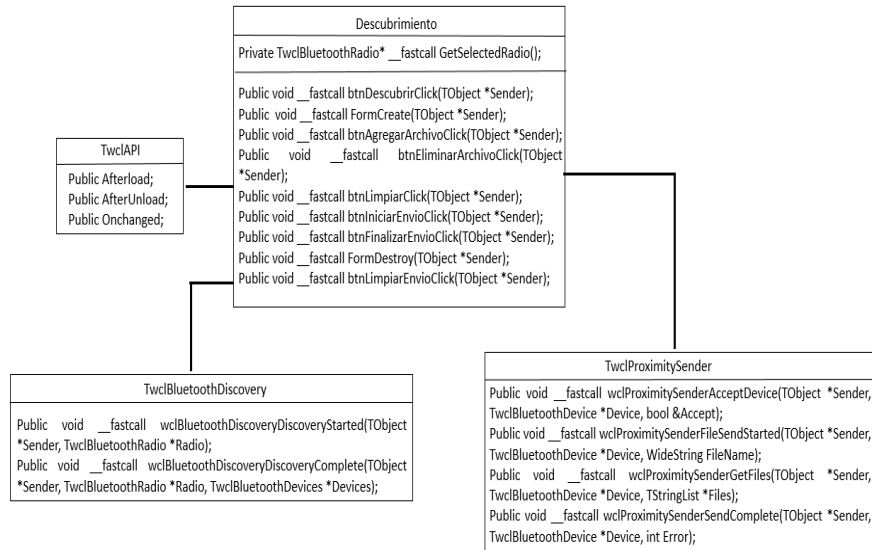 Descubrimiento
Private TwclBluetoothRadio* __fastcall GetSelectedRadio();
Public void __fastcall btnDescubrirClick(TObject *Sender);
Public void __fastcall FormCreate(TObject *Sender);
Public void __fastcall btnAgregarArchivoClick(TObject *Sender);
Public void __fastcall btnEliminarArchivoClick(TObject
*Sender);
Public void __fastcall btnLimpiarClick(TObject *Sender);
Public void __fastcall btnIniciarEnvioClick(TObject *Sender);
Public void __fastcall btnFinalizarEnvioClick(TObject *Sender);
Public void __fastcall FormDestroy(TObject *Sender);
Public void __fastcall btnLimpiarEnvioClick(TObject *Sender);
TwclAPI
Public Afterload;
Public AfterUnload;
Public Onchanged;
TwclBluetoothDiscovery
Public void __fastcall wclBluetoothDiscoveryDiscoveryStarted(TObject
*Sender, TwclBluetoothRadio *Radio);
Public void __fastcall wclBluetoothDiscoveryDiscoveryComplete(TObject
*Sender, TwclBluetoothRadio *Radio, TwclBluetoothDevices *Devices);
TwclProximitySender
Public void __fastcall wclProximitySenderAcceptDevice(TObject *Sender,
TwclBluetoothDevice *Device, bool &Accept);
Public void __fastcall wclProximitySenderFileSendStarted(TObject *Sender,
TwclBluetoothDevice *Device, WideString FileName);
Public void __fastcall wclProximitySenderGetFiles(TObject *Sender,
TwclBluetoothDevice *Device, TStringList *Files);
Public void __fastcall wclProximitySenderSendComplete(TObject *Sender,
TwclBluetoothDevice *Device, int Error);